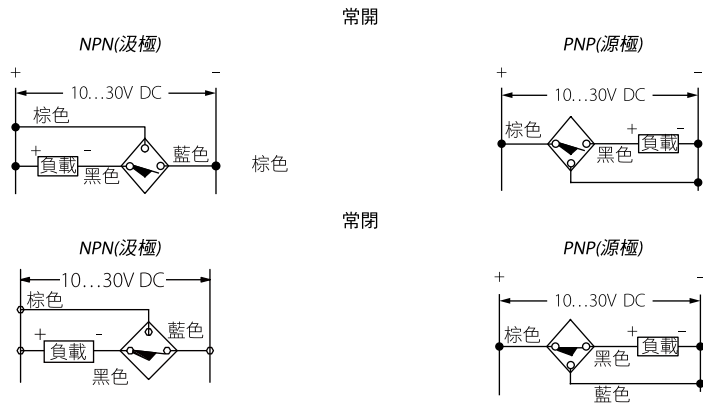 常開
NPN(汲極)
PNP(源極)
+ −
10...30V DC
棕色
+ 負載 −
黑色
藍色
棕色
+ −
10...30V DC
棕色
黑色
+ 負載 −
常閉
NPN(汲極)
PNP(源極)
10...30V DC
棕色
+ 負載 -
黑色
藍色
+ −
10...30V DC
棕色
黑色
+ 負載 −
藍色